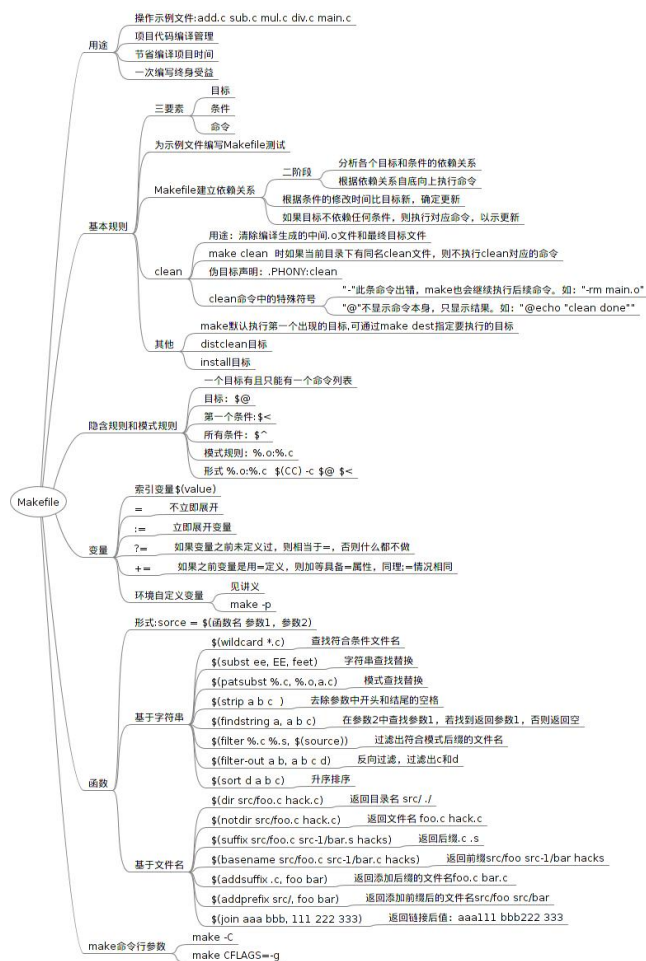 Makefile
用途
操作示例文件:add.c sub.c mul.c div.c main.c
项目代码编译管理
节省编译项目时间
一次编写终身受益
基本规则
三要素
目标
条件
命令
为示例文件编写Makefile测试
Makefile建立依赖关系
二阶段
分析各个目标和条件的依赖关系
根据依赖关系自底向上执行命令
根据条件的修改时间比目标新，确定更新
如果目标不依赖任何条件，则执行对应命令，以示更新
clean
用途：清除编译生成的中间.o文件和最终目标文件
make clean 时如果当前目录下有同名clean文件，则不执行clean对应的命令
伪目标声明：.PHONY:clean
clean命令中的特殊符号
"-"此条命令出错，make也会继续执行后续命令。如："-rm main.o"
"@"不显示命令本身，只显示结果。如："@echo "clean done""
其他
make默认执行第一个出现的目标,可通过make dest指定要执行的目标
distclean目标
install目标
隐含规则和模式规则
一个目标有且只能有一个命令列表
目标：$@
第一个条件:$<
所有条件：$^
模式规则：%.o:%.c
形式 %.o:%.c $(CC) -c $@ $<
变量
索引变量$(value)
= 不立即展开
:= 立即展开变量
?= 如果变量之前未定义过，则相当于=，否则什么都不做
+= 如果之前变量是用=定义，则加等具备=属性，同理;=情况相同
环境自定义变量
见讲义
make -p
函数
形式:sorce = $(函数名 参数1，参数2)
基于字符串
$(wildcard *.c) 查找符合条件文件名
$(subst ee, EE, feet) 字符串查找替换
$(patsubst %.c, %.o,a.c) 模式查找替换
$(strip a b c ) 去除参数中开头和结尾的空格
$(findstring a, a b c) 在参数2中查找参数1，若找到返回参数1，否则返回空
$(filter %.c %.s, $(source)) 过滤出符合模式后缀的文件名
$(filter-out a b, a b c d) 反向过滤，过滤出c和d
$(sort d a b c) 升序排序
基于文件名
$(dir src/foo.c hack.c) 返回目录名 src/ ./
$(notdir src/foo.c hack.c) 返回文件名 foo.c hack.c
$(suffix src/foo.c src-1/bar.s hacks) 返回后缀.c .s
$(basename src/foo.c src-1/bar.c hacks) 返回前缀src/foo src-1/bar hacks
$(addsuffix .c, foo bar) 返回添加后缀的文件名foo.c bar.c
$(addprefix src/, foo bar) 返回添加前缀后的文件名src/foo src/bar
$(join aaa bbb, 111 222 333) 返回链接后值：aaa111 bbb222 333
make命令行参数
make -C
make CFLAGS=-g